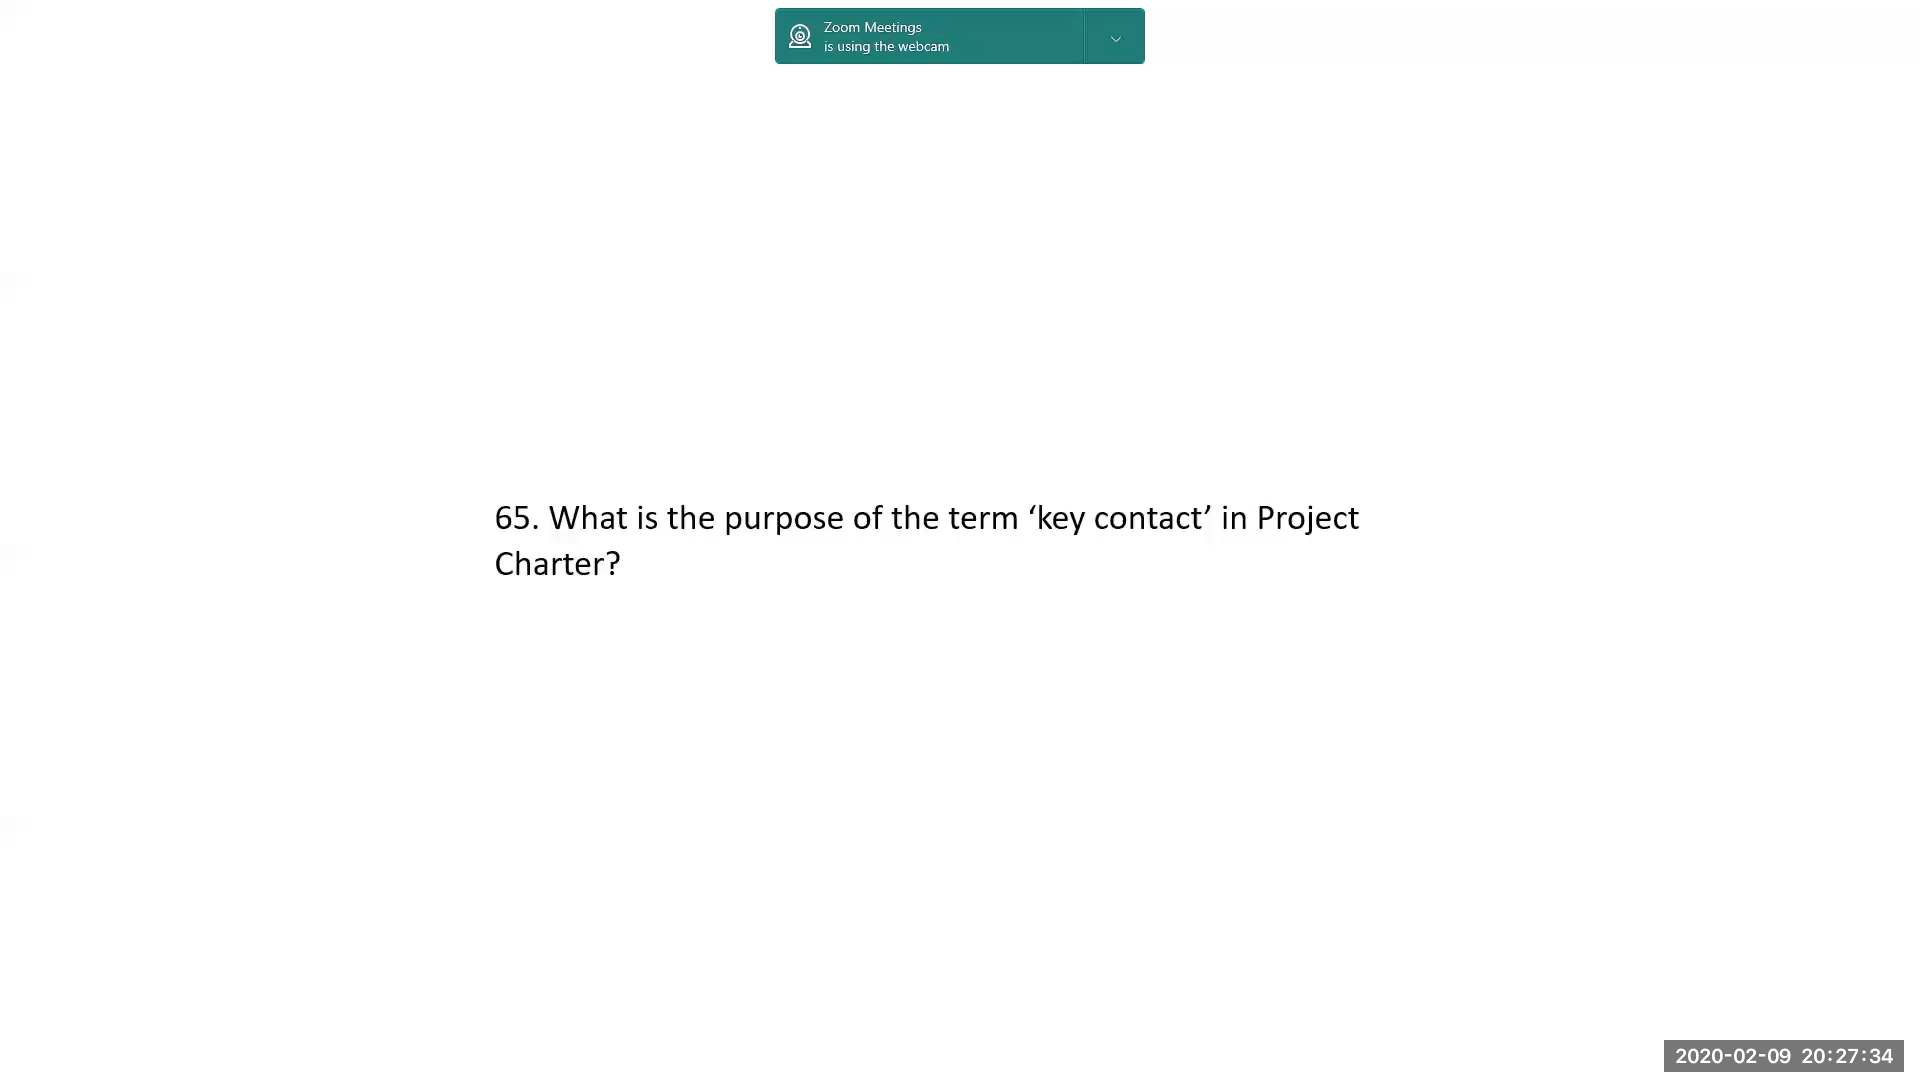 Zoom Meetings
is using the webcam
65. What is the purpose of the term ‘key contact’ in Project
Charter?
2020-02-09 20:27:34